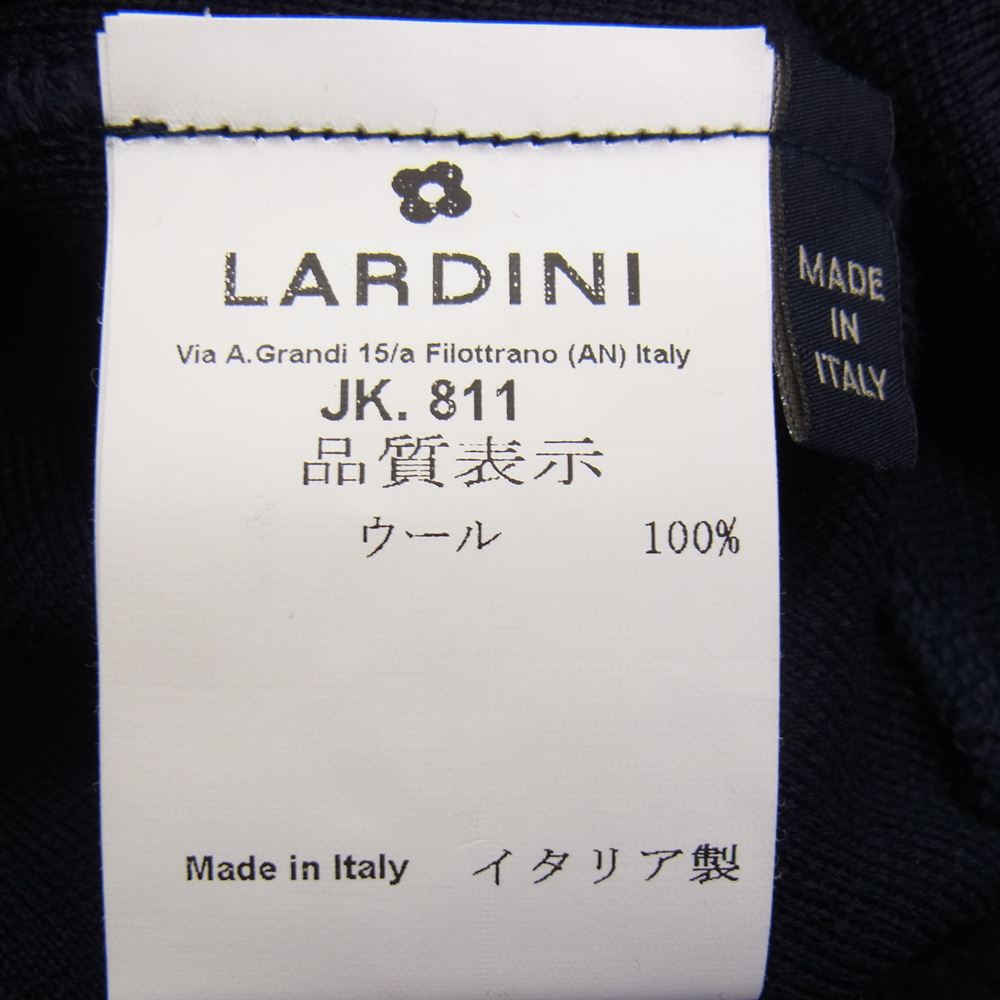 LARDINI
Via A.Grandi 15/a Filottrano (AN) Italy
JK. 811
品質表示
ウール 100%
Made in Italy イタリア製
MADE
IN
ITALY